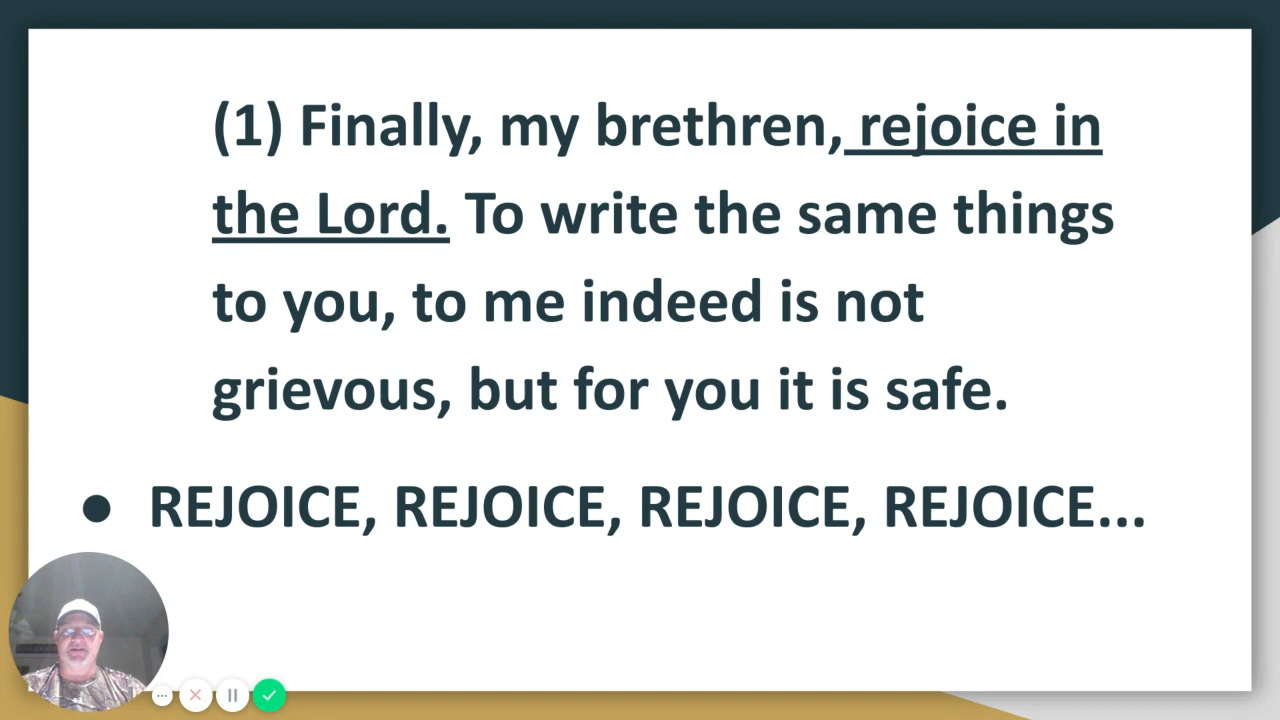 (1) Finally, my brethren, rejoice in
the Lord. To write the same things
to you, to me indeed is not
grievous, but for you it is safe.
● REJOICE, REJOICE, REJOICE, REJOICE...